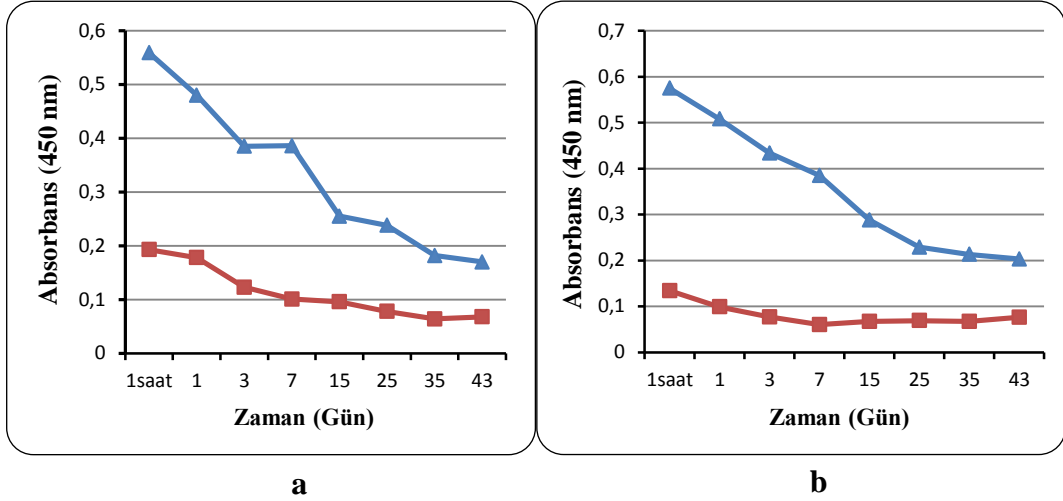 0,6
0,5
0,4
0,3
0,2
0,1
0
Absorbans (450 nm)
1saat 1 3 7 15 25 35 43
Zaman (Gün)
a
0,7
0,6
0,5
0,4
0,3
0,2
0,1
0
Absorbans (450 nm)
1saat 1 3 7 15 25 35 43
Zaman (Gün)
b